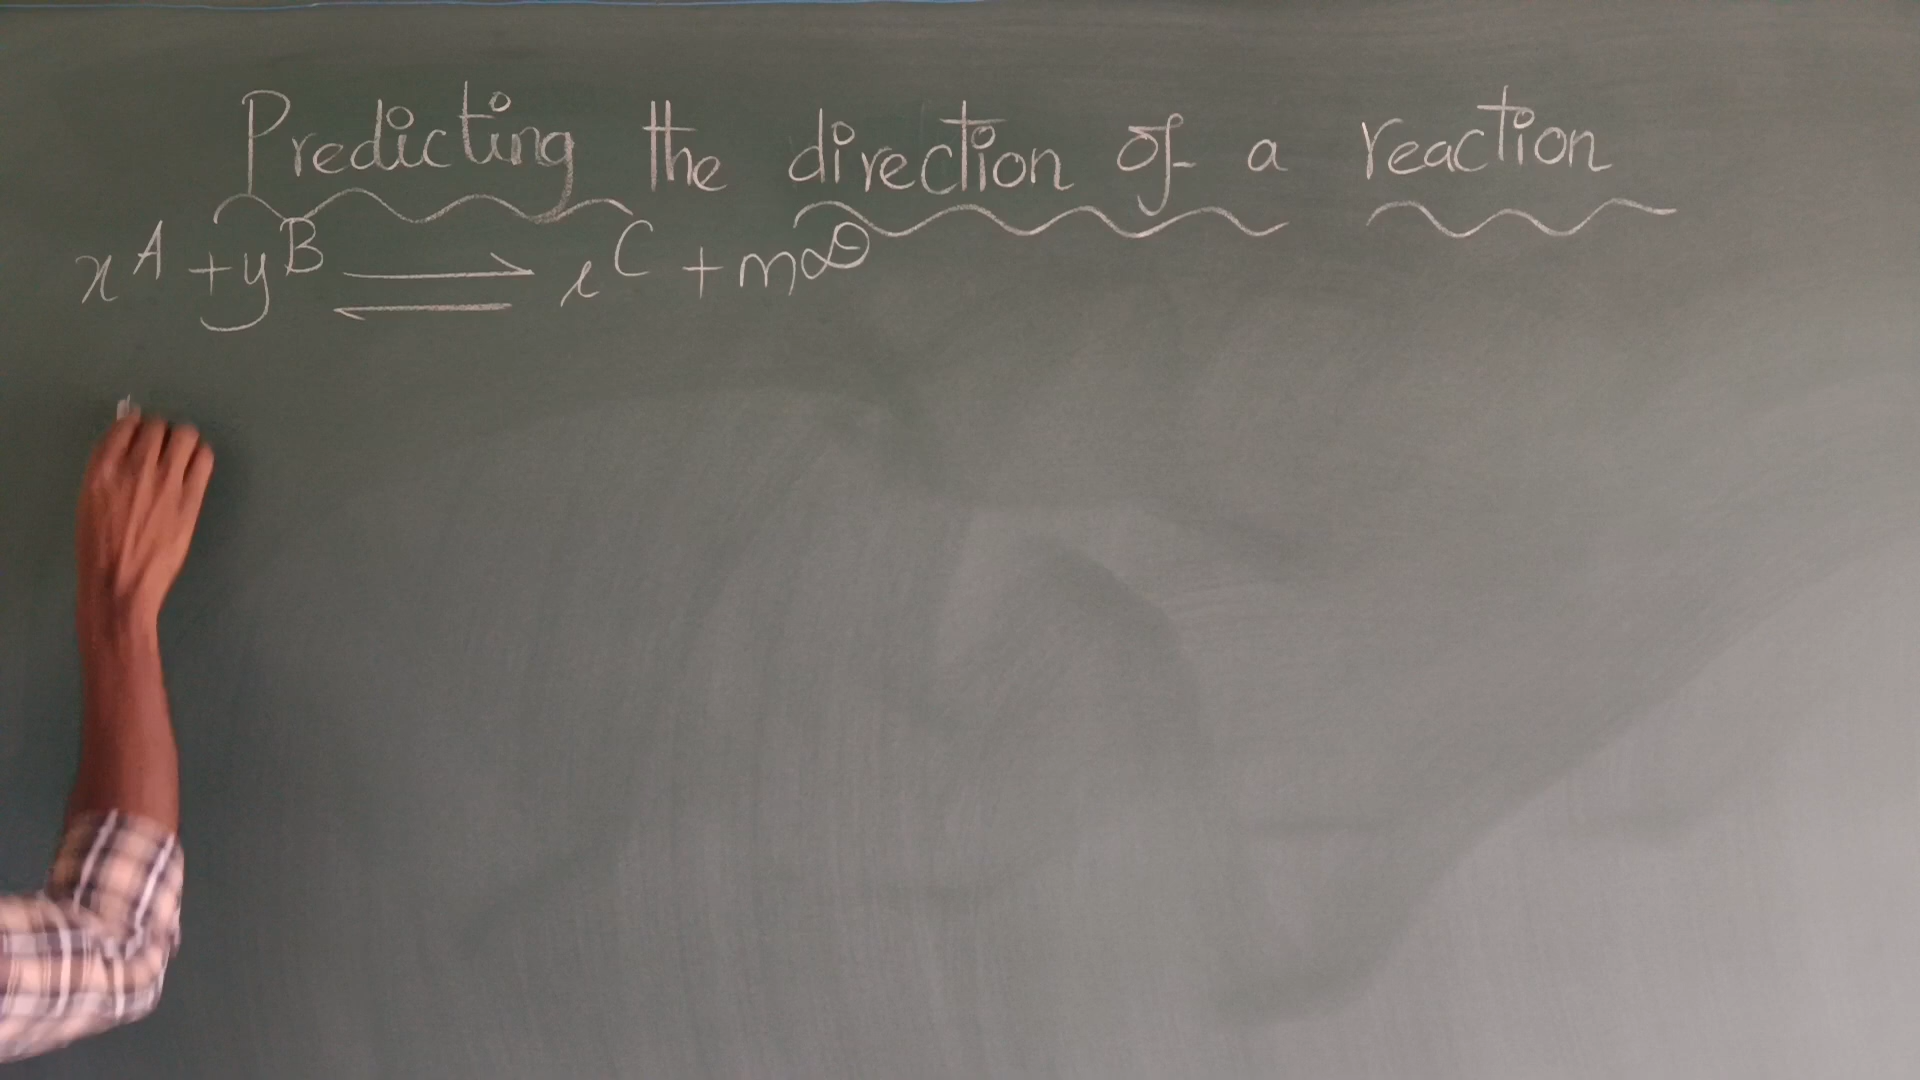 Predicting the direction of a reaction
xA + yB ⇌ lC + mD